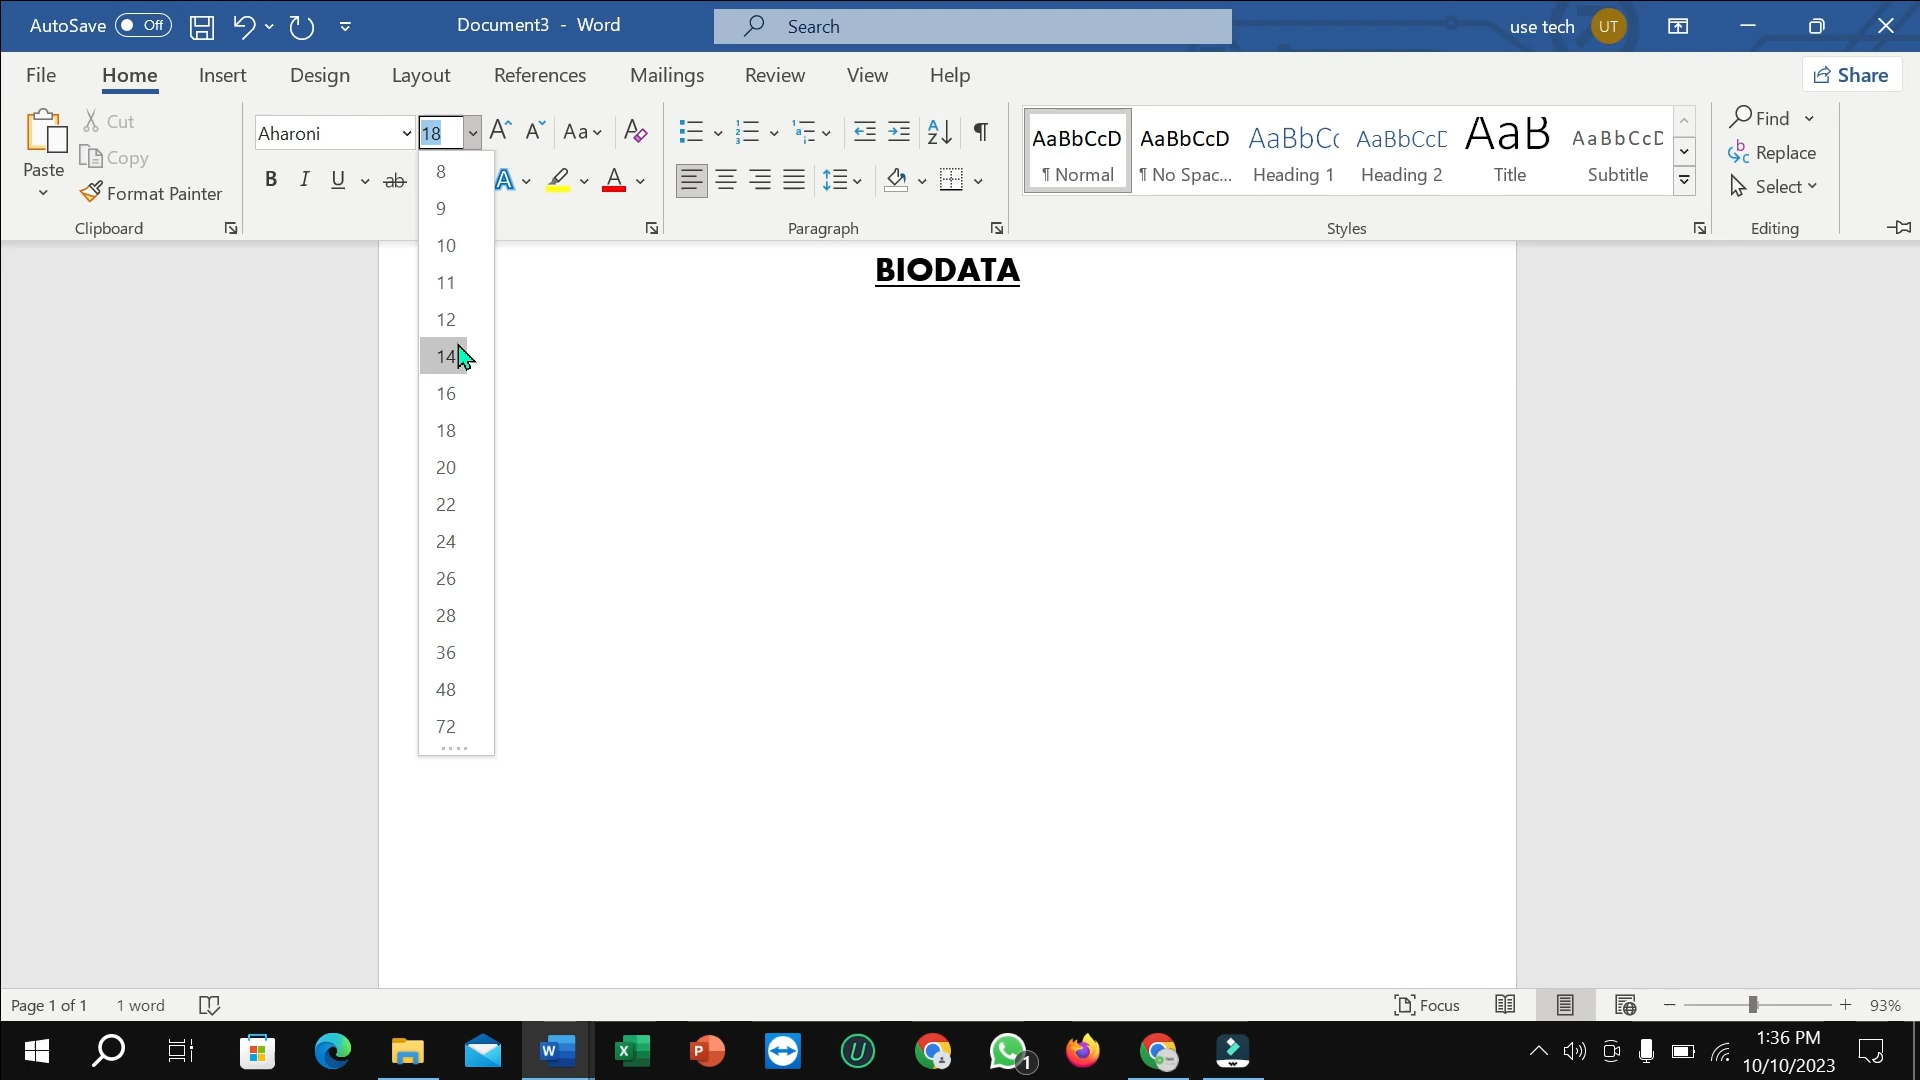 AutoSave Off Document3 - Word Search use tech UT
File Home Insert Design Layout References Mailings Review View Help Share
Paste Cut Copy Format Painter
Clipboard
Aharoni 18
8
9
10
11
12
14
16
18
20
22
24
26
28
36
48
72
Paragraph
AaBbCcD AaBbCcD AaBbCc AaBbCcE AaB AaBbCcD
¶ Normal ¶ No Spac... Heading 1 Heading 2 Title Subtitle
Styles
Find
Replace
Select
Editing
BIODATA
Page 1 of 1 1 word Focus 93%
1
1:36 PM
10/10/2023